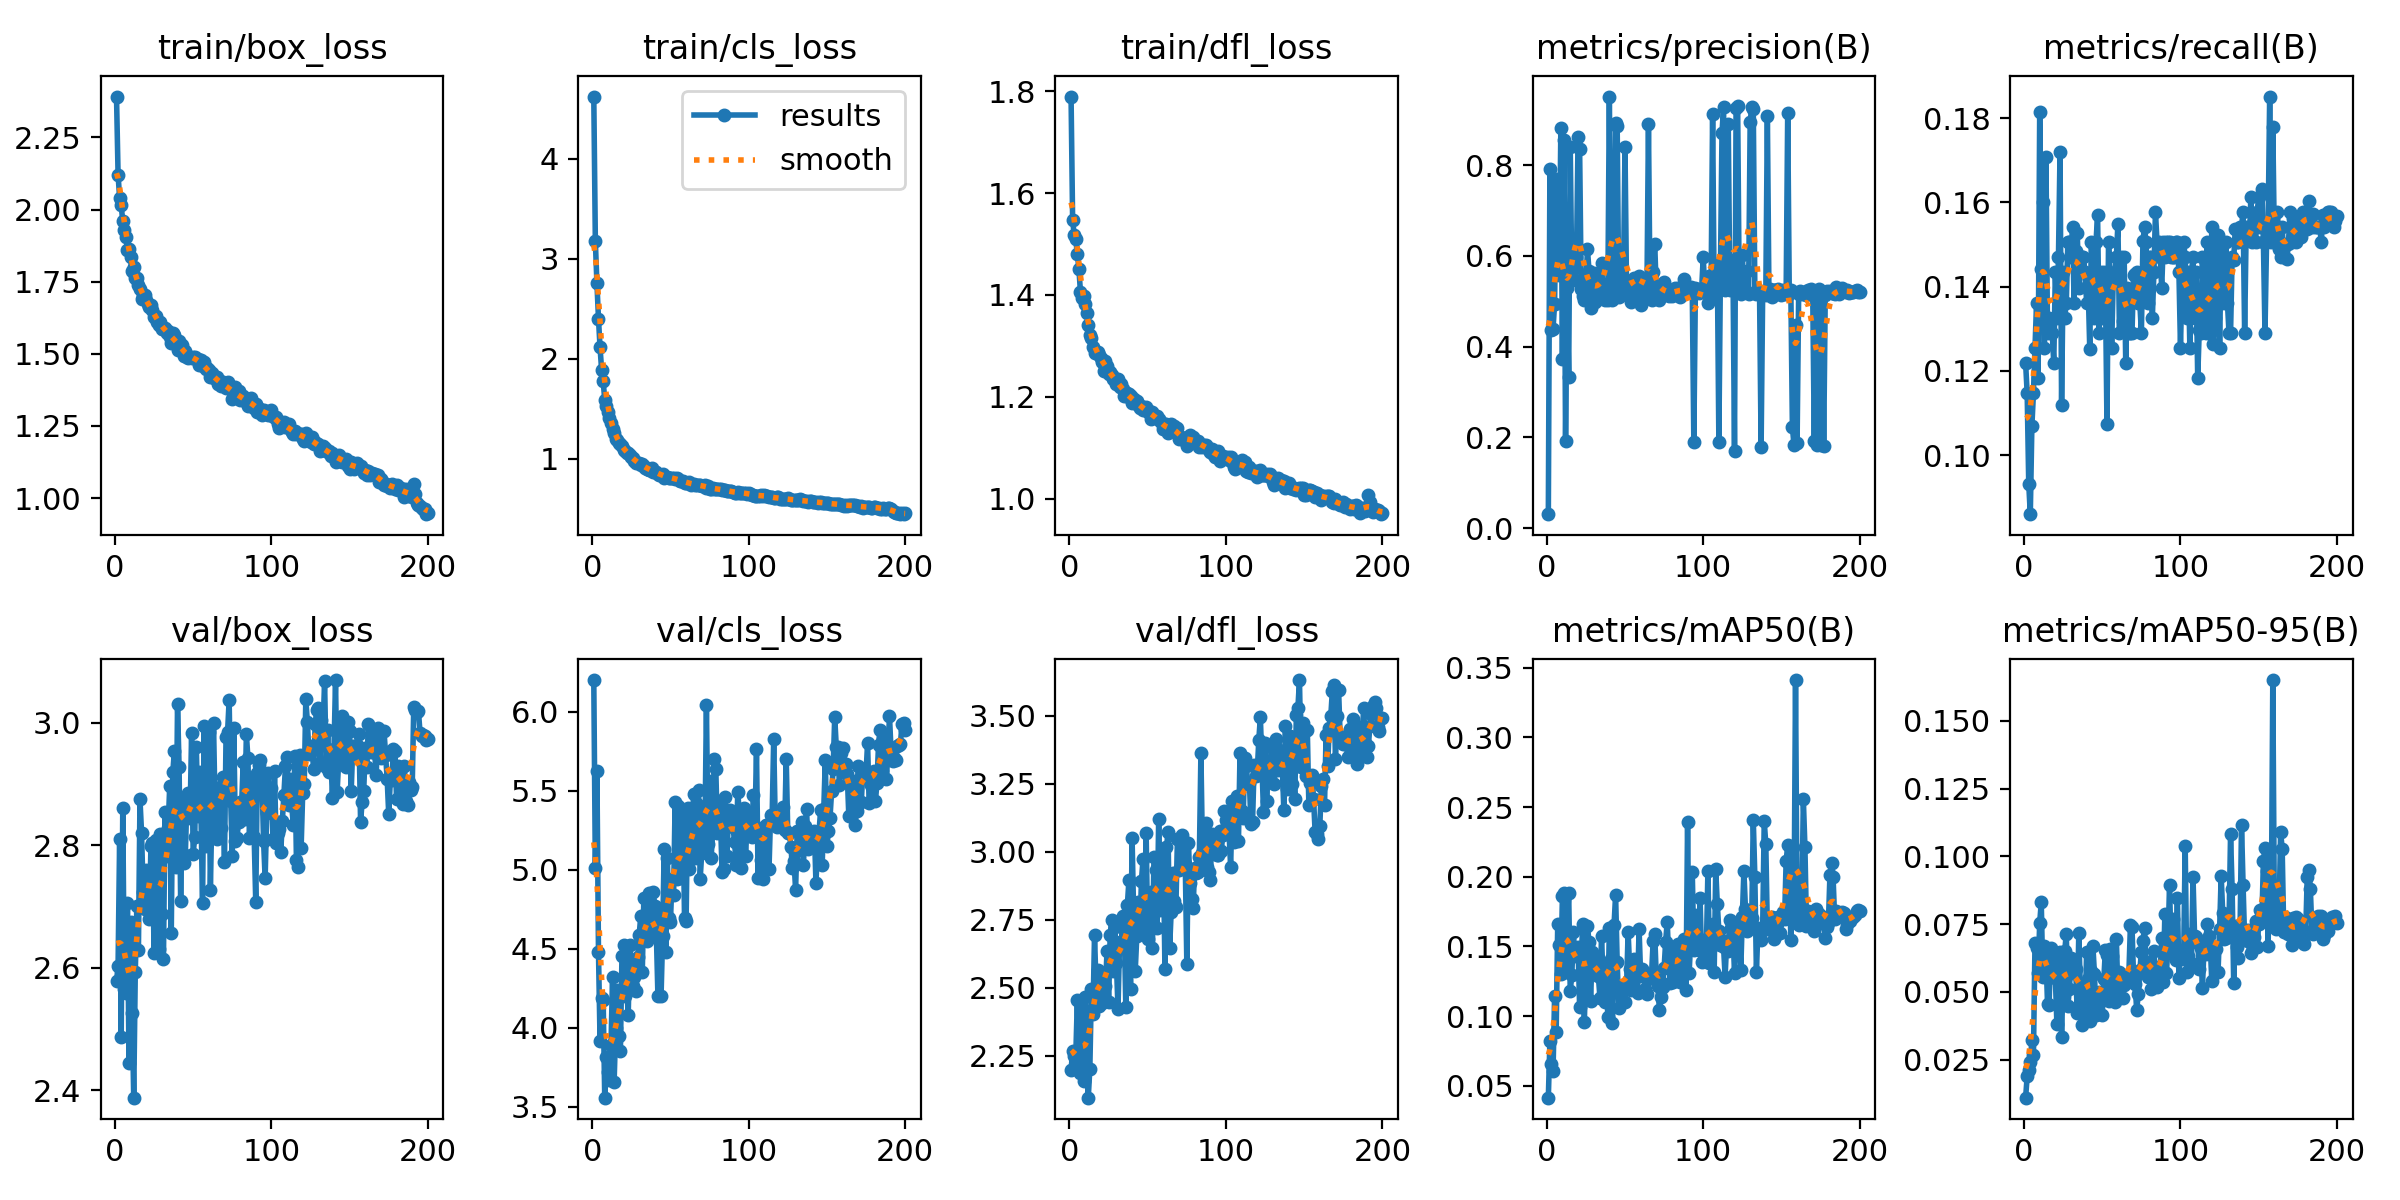 train/box_loss
2.25
2.00
1.75
1.50
1.25
1.00
0 100 200
train/cls_loss
results
smooth
4
3
2
1
0 100 200
train/dfl_loss
1.8
1.6
1.4
1.2
1.0
0 100 200
metrics/precision(B)
0.8
0.6
0.4
0.2
0.0
0 100 200
metrics/recall(B)
0.18
0.16
0.14
0.12
0.10
0 100 200
val/box_loss
3.0
2.8
2.6
2.4
0 100 200
val/cls_loss
6.0
5.5
5.0
4.5
4.0
3.5
0 100 200
val/dfl_loss
3.50
3.25
3.00
2.75
2.50
2.25
0 100 200
metrics/mAP50(B)
0.35
0.30
0.25
0.20
0.15
0.10
0.05
0 100 200
metrics/mAP50-95(B)
0.150
0.125
0.100
0.075
0.050
0.025
0 100 200